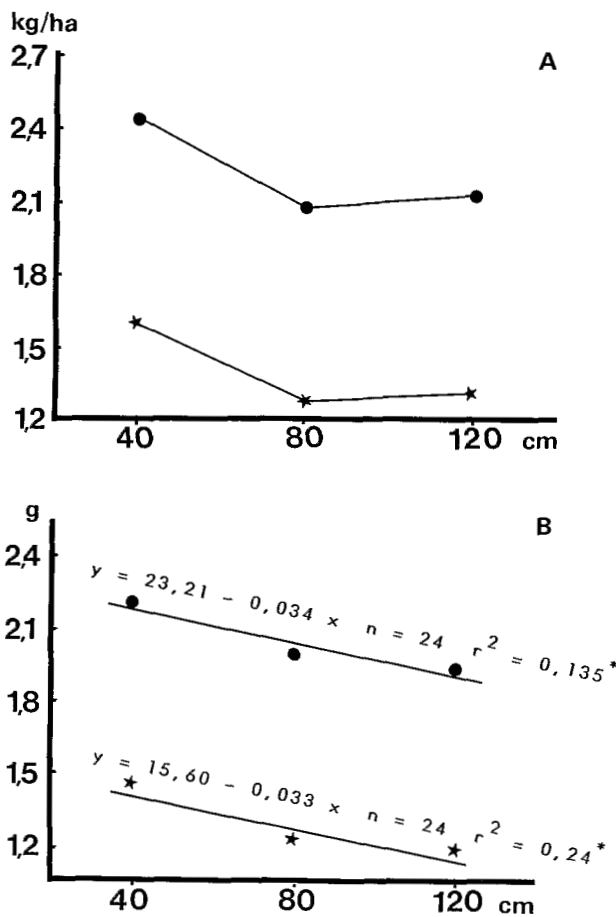 kg/ha
A
2,7
2,4
2,1
1,8
1,5
1,2
40 80 120 cm
g
B
2,4
2,1
1,8
1,5
1,2
y = 23,21 - 0,034 x n = 24 r² = 0,135*
y = 15,60 - 0,033 x n = 24 r² = 0,24*
40 80 120 cm